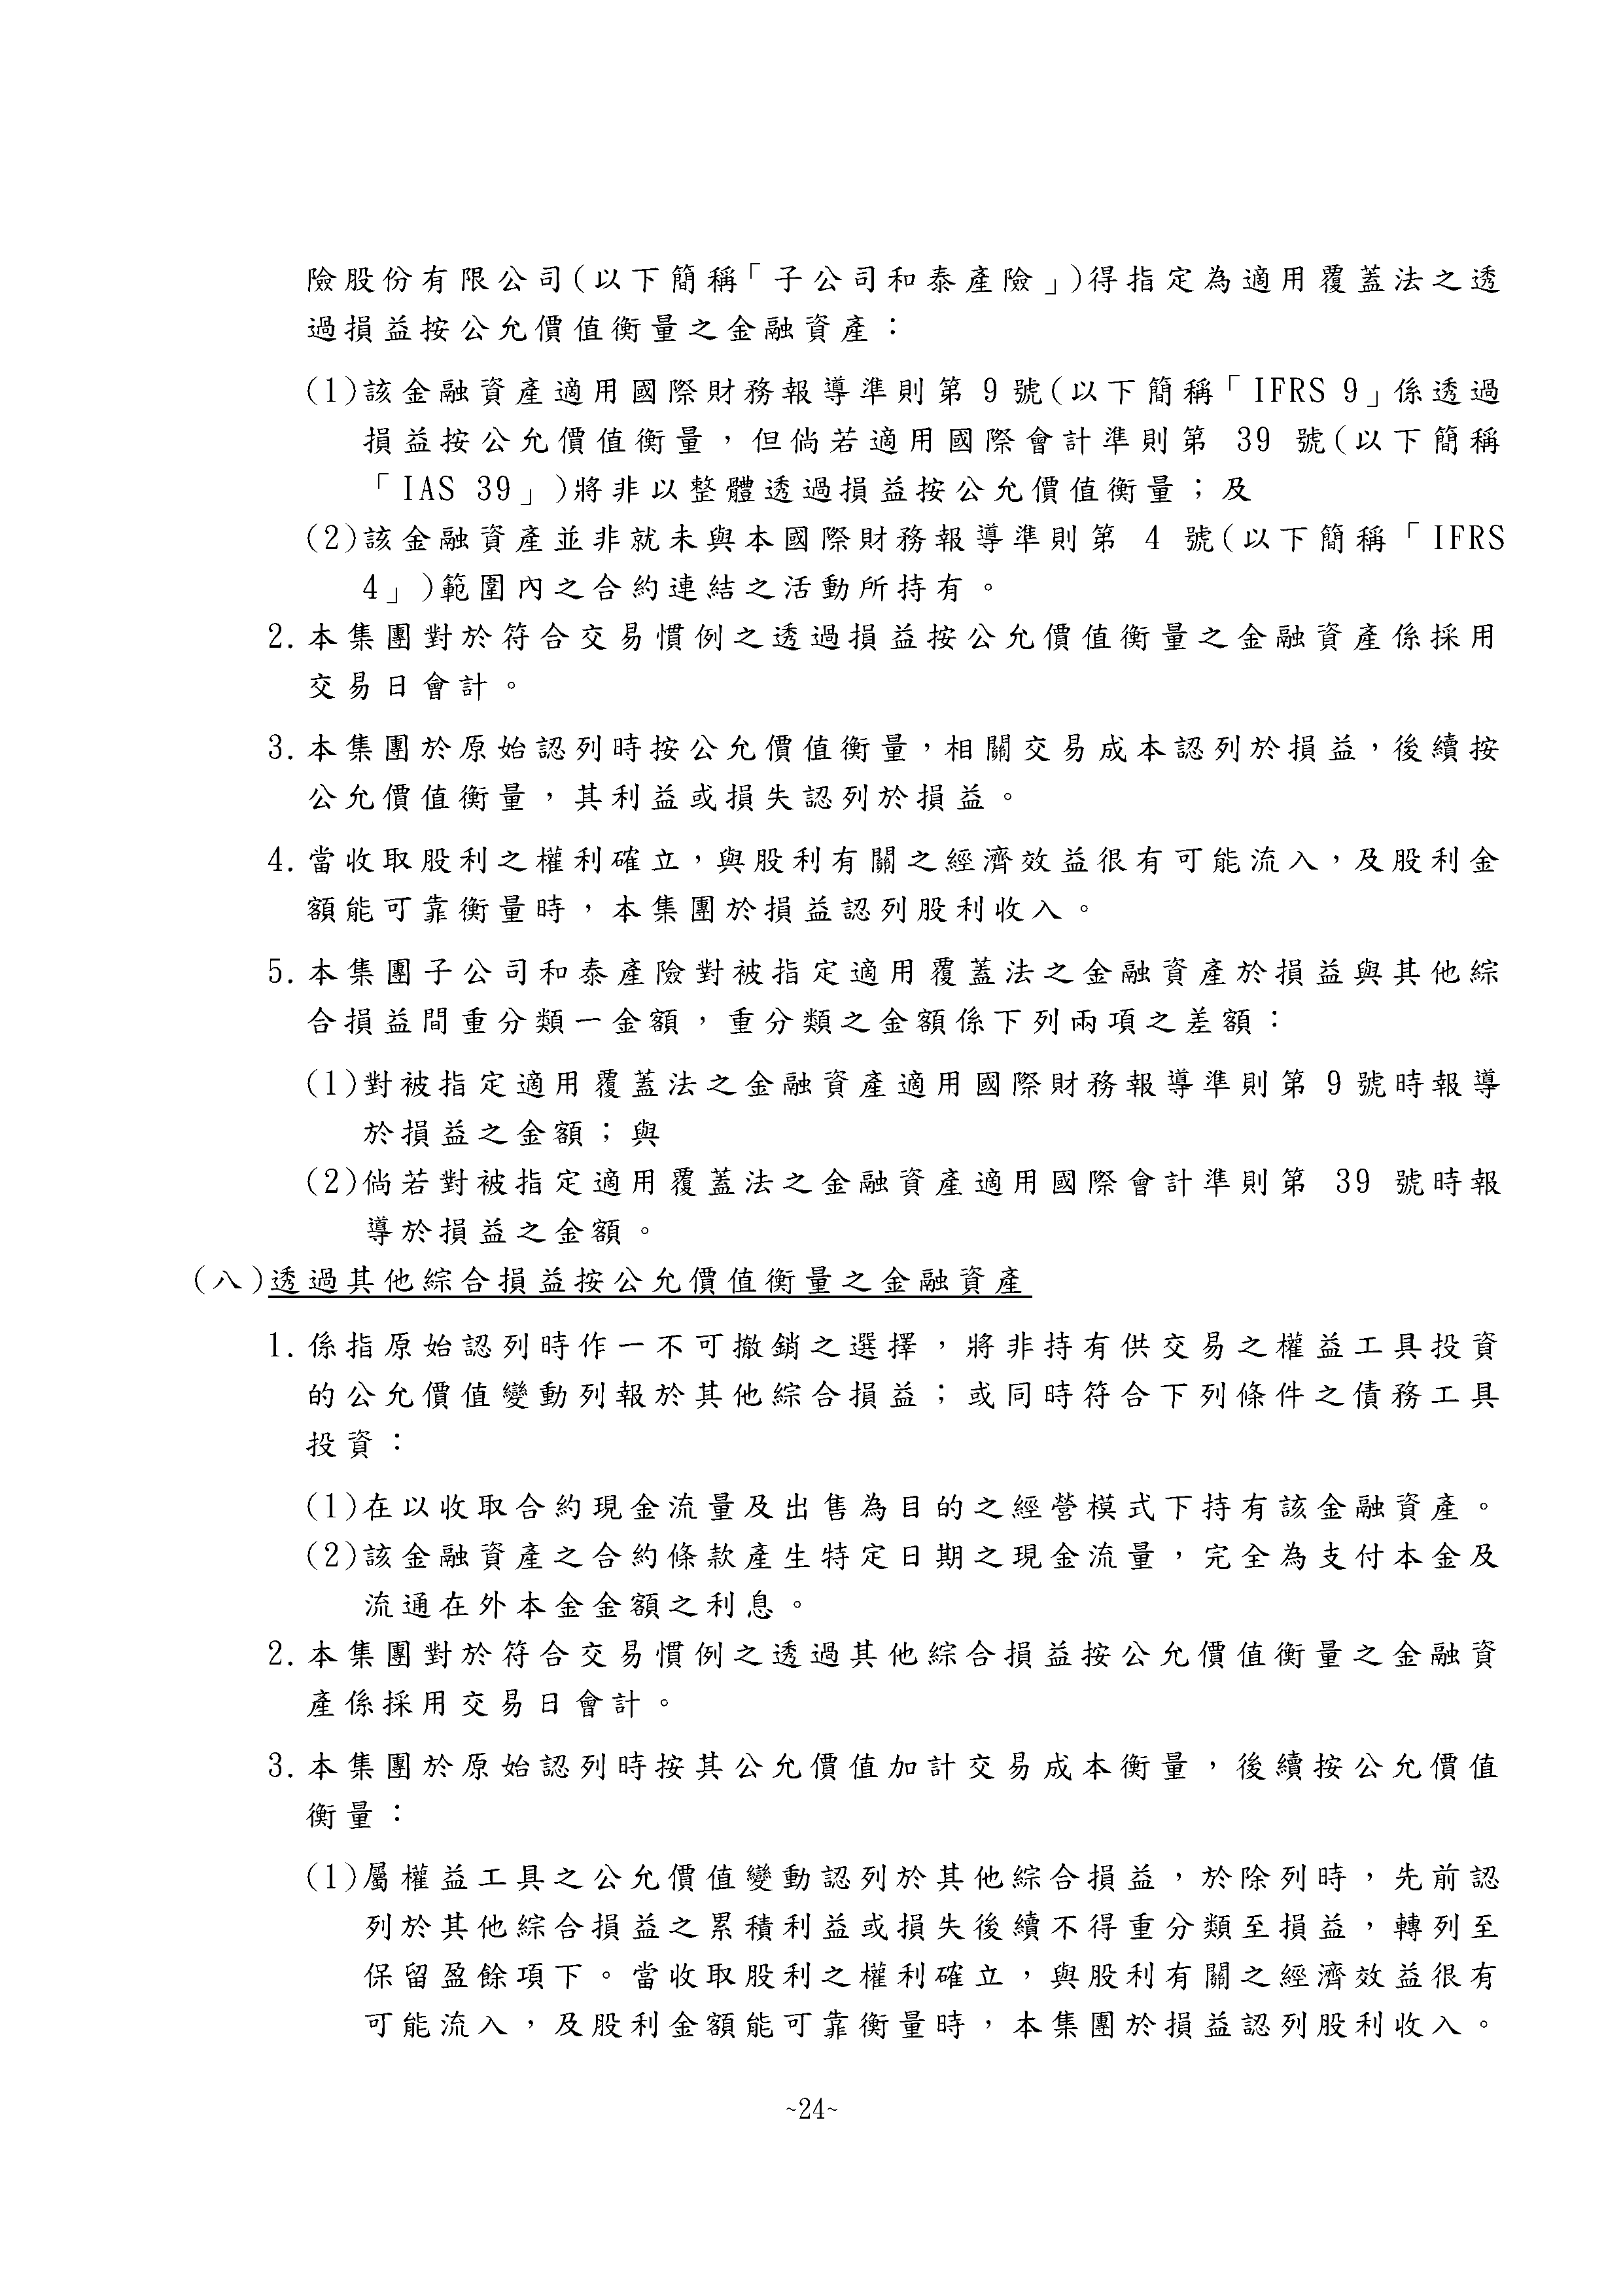 險股份有限公司(以下簡稱「子公司和泰產險」)得指定為適用覆蓋法之透
過損益按公允價值衡量之金融資產：
(1)該金融資產適用國際財務報導準則第 9 號(以下簡稱「IFRS 9」係透過
損益按公允價值衡量，但倘若適用國際會計準則第 39 號(以下簡稱
「IAS 39」)將非以整體透過損益按公允價值衡量；及
(2)該金融資產並非就未與本國際財務報導準則第 4 號(以下簡稱「IFRS
4」)範圍內之合約連結之活動所持有。
2.本集團對於符合交易慣例之透過損益按公允價值衡量之金融資產係採用
交易日會計。
3.本集團於原始認列時按公允價值衡量，相關交易成本認列於損益，後續按
公允價值衡量，其利益或損失認列於損益。
4.當收取股利之權利確立，與股利有關之經濟效益很有可能流入，及股利金
額能可靠衡量時，本集團於損益認列股利收入。
5.本集團子公司和泰產險對被指定適用覆蓋法之金融資產於損益與其他綜
合損益間重分類一金額，重分類之金額係下列兩項之差額：
(1)對被指定適用覆蓋法之金融資產適用國際財務報導準則第 9 號時報導
於損益之金額；與
(2)倘若對被指定適用覆蓋法之金融資產適用國際會計準則第 39 號時報
導於損益之金額。
(八)透過其他綜合損益按公允價值衡量之金融資產
1.係指原始認列時作一不可撤銷之選擇，將非持有供交易之權益工具投資
的公允價值變動列報於其他綜合損益；或同時符合下列條件之債務工具
投資：
(1)在以收取合約現金流量及出售為目的之經營模式下持有該金融資產。
(2)該金融資產之合約條款產生特定日期之現金流量，完全為支付本金及
流通在外本金金額之利息。
2.本集團對於符合交易慣例之透過其他綜合損益按公允價值衡量之金融資
產係採用交易日會計。
3.本集團於原始認列時按其公允價值加計交易成本衡量，後續按公允價值
衡量：
(1)屬權益工具之公允價值變動認列於其他綜合損益，於除列時，先前認
列於其他綜合損益之累積利益或損失後續不得重分類至損益，轉列至
保留盈餘項下。當收取股利之權利確立，與股利有關之經濟效益很有
可能流入，及股利金額能可靠衡量時，本集團於損益認列股利收入。
~24~